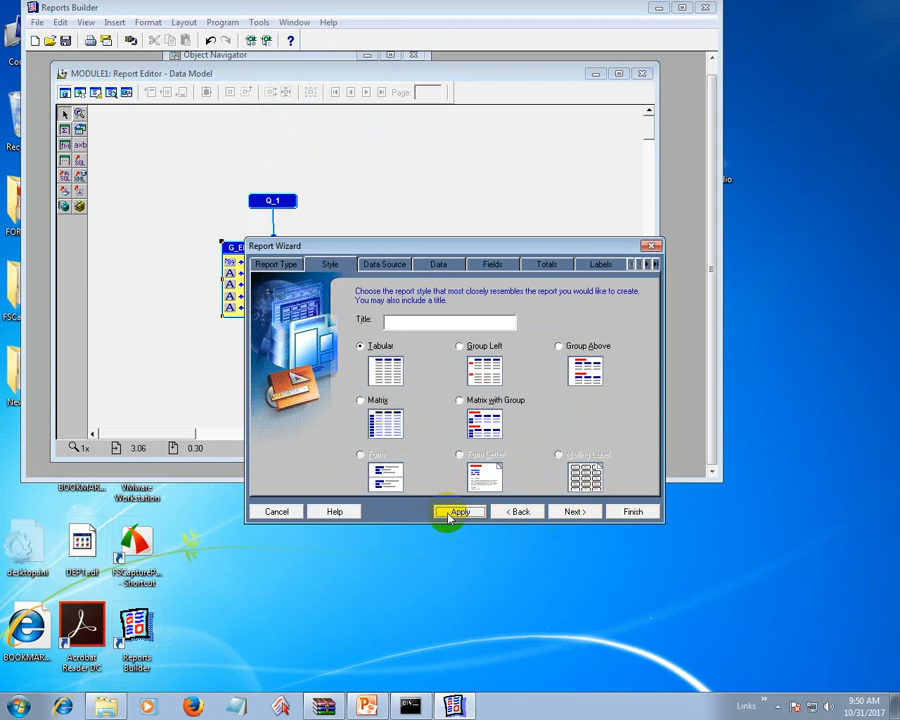 Reports Builder
File Edit View Insert Format Layout Program Tools Window Help
Object Navigator
MODULE1: Report Editor - Data Model
Page:
Q_1
Report Wizard
Report Type Style Data Source Data Fields Totals Labels
Choose the report style that most closely resembles the report you would like to create.
You may also include a title.
Title:
Tabular Group Left Group Above
Matrix Matrix with Group
Form Form Letter Mailing Label
1x 3.06 0.30
Cancel Help Apply < Back Next > Finish
BOOKMAR...
VMware
Workstation
desktop.ini
DEPT.rdf
FSCaptureP...
- Shortcut
BOOKMAR...
Acrobat
Reader DC
Reports
Builder
Links »
9:50 AM
10/31/2017